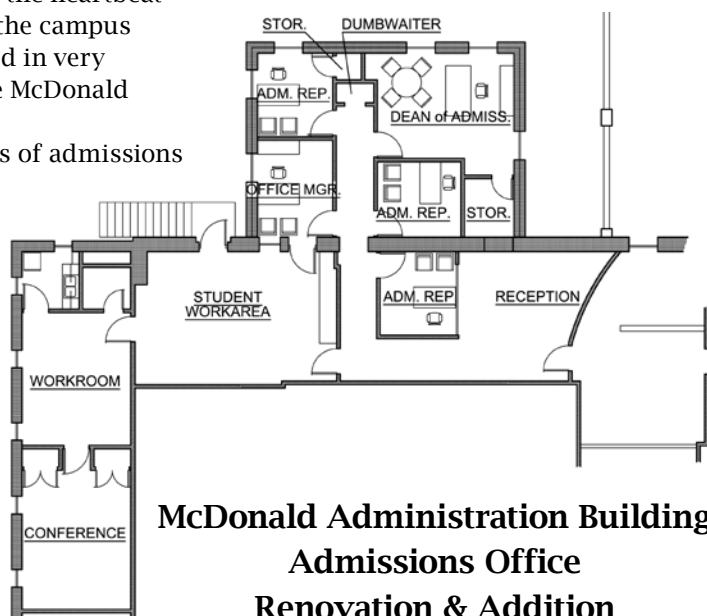 the heartbeat
the campus
d in very
McDonald
s of admissions
STOR.
DUMBWAITER
ADM. REP.
DEAN of ADMISS.
OFFICE MGR.
ADM. REP.
STOR.
STUDENT
WORKAREA
ADM. REP
RECEPTION
WORKROOM
CONFERENCE
McDonald Administration Building
Admissions Office
Renovation & Addition